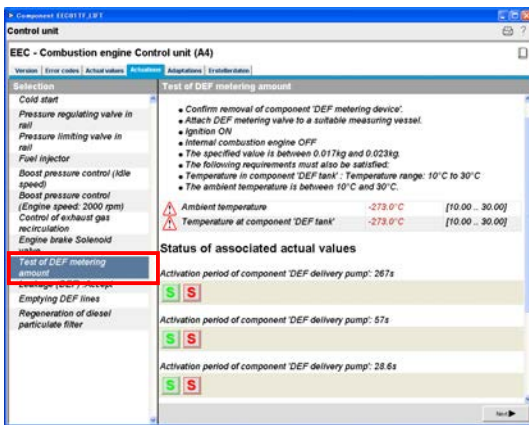 Component EEC01TF,LIFT
Control unit
EEC - Combustion engine Control unit (A4)
Version Error codes Actual values Actuations Adaptations Erstellerdaten
Selection
Cold start
Pressure regulating valve in
rail
Pressure limiting valve in
rail
Fuel injector
Boost pressure control (Idle
speed)
Boost pressure control
(Engine speed: 2000 rpm)
Control of exhaust gas
recirculation
Engine brake Solenoid
valve
Test of DEF metering
amount
Leakage (DEF)
Emptying DEF lines
Regeneration of diesel
particulate filter
Test of DEF metering amount
• Confirm removal of component 'DEF metering device'.
• Attach DEF metering valve to a suitable measuring vessel.
• Ignition ON
• Internal combustion engine OFF
• The specified value is between 0.017kg and 0.023kg.
• The following requirements must also be satisfied:
• Temperature in component 'DEF tank' : Temperature range: 10°C to 30°C
• The ambient temperature is between 10°C and 30°C.
Ambient temperature -273.0°C [10.00 .. 30.00]
Temperature at component 'DEF tank' -273.0°C [10.00 .. 30.00]
Status of associated actual values
Activation period of component 'DEF delivery pump': 267s
S S
Activation period of component 'DEF delivery pump': 57s
S S
Activation period of component 'DEF delivery pump': 28.6s
S S
Next